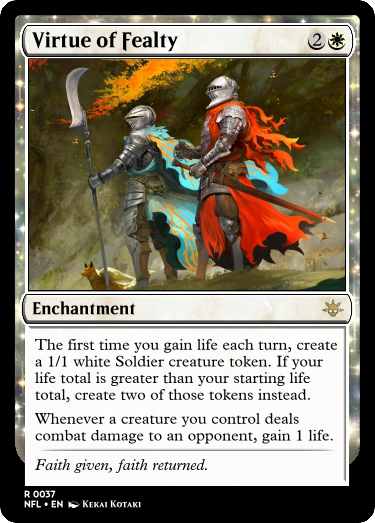 Virtue of Fealty
2
Enchantment
The first time you gain life each turn, create
a 1/1 white Soldier creature token. If your
life total is greater than your starting life
total, create two of those tokens instead.
Whenever a creature you control deals
combat damage to an opponent, gain 1 life.
Faith given, faith returned.
R 0037
NFL • EN Kekai Kotaki